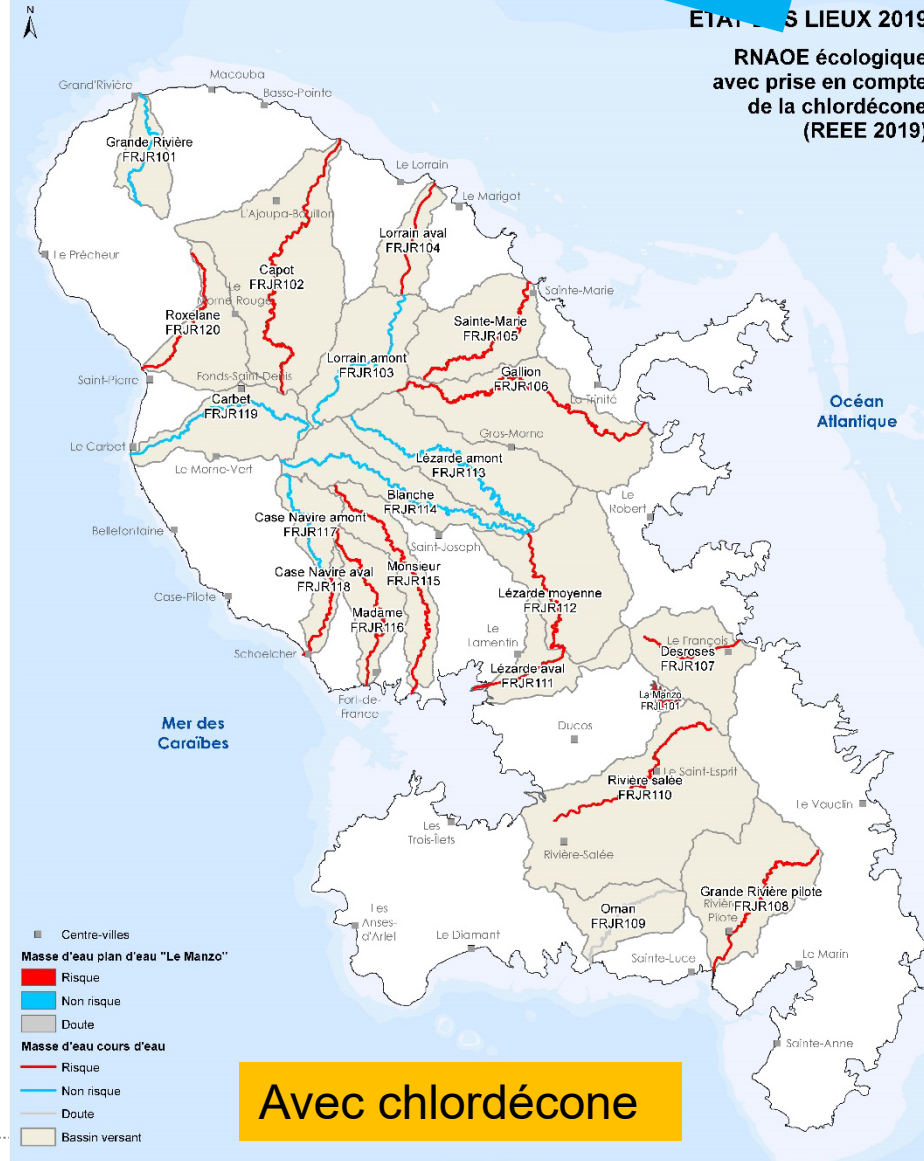 N
ETAT S LIEUX 2019
RNAOE écologique
avec prise en compte
de la chlordécone
(REEE 2019)
Grand'Rivière
Macouba
Basse-Pointe
Grande Rivière
FRJR101
Le Lorrain
Le Marigot
L'Ajoupa-Bouillon
Lorrain aval
FRJR104
Le Prêcheur
Capot
FRJR102
Le
Morne Rouge
Sainte-Marie
Roxelane
FRJR120
Sainte-Marie
FRJR105
Lorrain amont
FRJR103
Gallion
FRJR106
Saint-Pierre
Fonds-Saint-Denis
La Trinité
Carbet
FRJR119
Océan
Atlantique
Le Carbet
Gros-Morne
Le Morne-Vert
Lézarde amont
FRJR113
Blanche
FRJR114
Le
Robert
Case Navire amont
FRJR117
Bellefontaine
Saint-Joseph
Case Navire aval
FRJR118
Monsieur
FRJR115
Lézarde moyenne
FRJR112
Case-Pilote
Madame
FRJR116
Le
Lamentin
Le François
Desroses
FRJR107
Schoelcher
Lézarde aval
FRJR111
Fort-de-
France
La Manzo
FRJL101
Mer des
Caraïbes
Ducos
Le Saint-Esprit
Rivière salée
FRJR110
Le Vauclin
Les
Trois-Îlets
Rivière-Salée
Grande Rivière pilote
FRJR108
Rivière
Pilote
Oman
FRJR109
Les
Anses-
d'Arlet
Le Diamant
Sainte-Luce
Le Marin
Sainte-Anne
Centre-villes
Masse d'eau plan d'eau "Le Manzo"
Risque
Non risque
Doute
Masse d'eau cours d'eau
Risque
Non risque
Doute
Bassin versant
Avec chlordécone